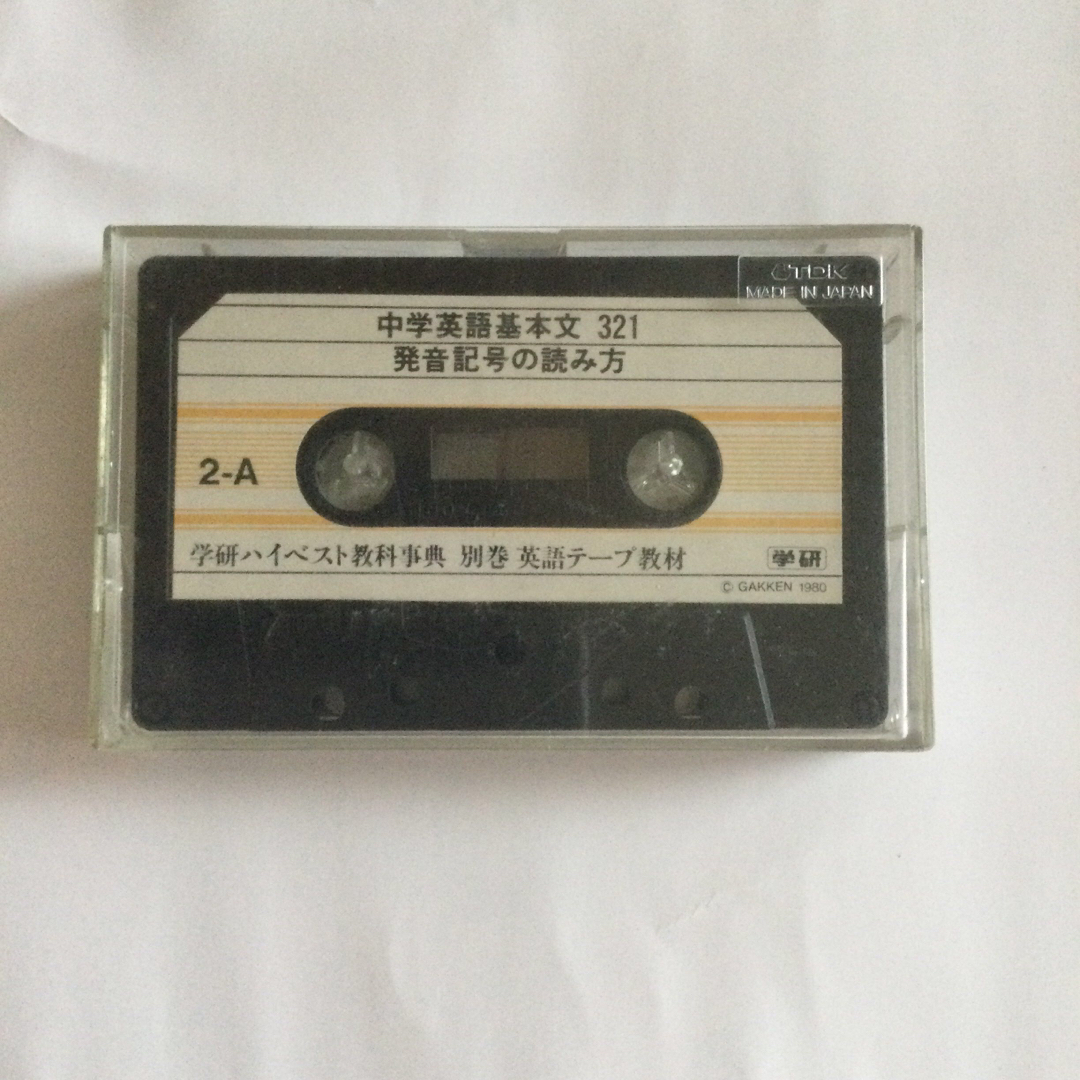 TDK
MADE IN JAPAN
中学英語基本文 321
発音記号の読み方
2-A
学研ハイベスト教科事典 別巻 英語テープ教材
学研
© GAKKEN 1980